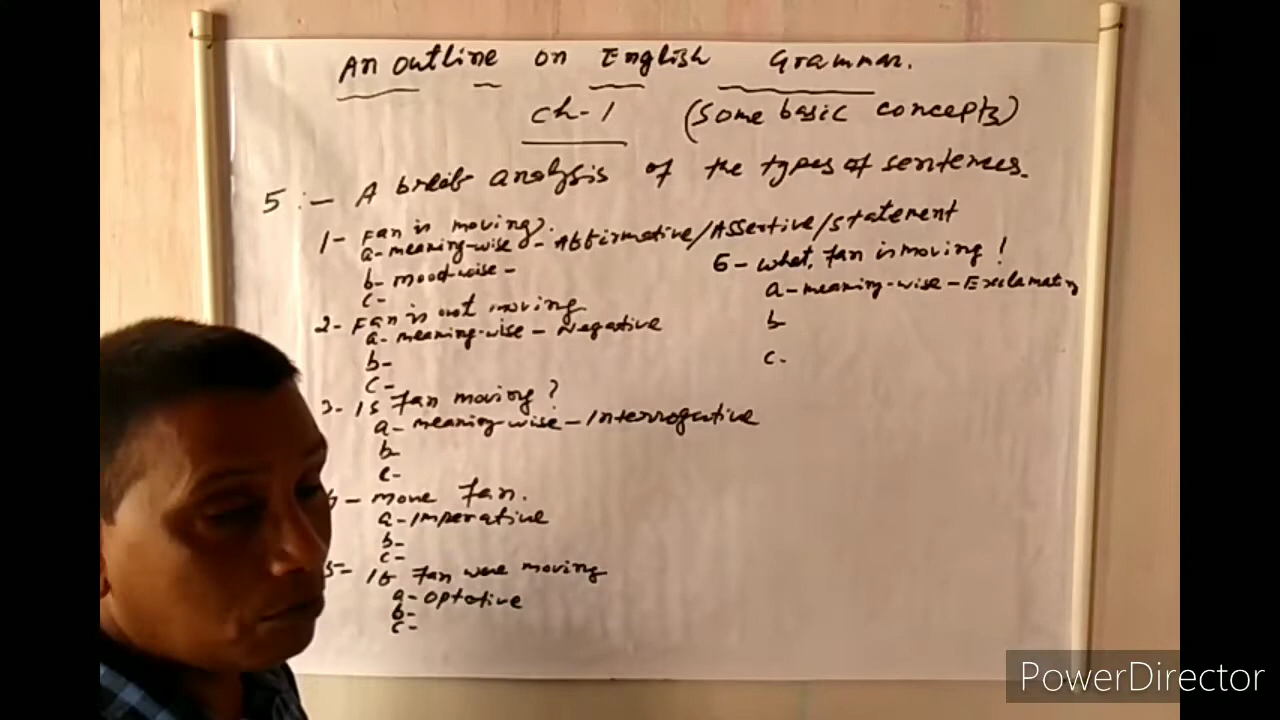 An outline on English Grammar.
ch-1 (Some basic concepts)
5:- A breif analysis of the types of sentences.
1- Fan is moving.
a- meaning-wise - Affirmative/Assertive/Statement
b- mood-wise -
c-
2- Fan is not moving
a- meaning-wise - Negative
b-
c-
3- Is fan moving?
a- meaning-wise - Interrogative
b
c-
4- move fan.
a- Imperative
b-
c-
5- If fan were moving
a- optative
b-
c-
6- what, fan is moving!
a- meaning-wise - Exclamatory
b
c-
PowerDirector